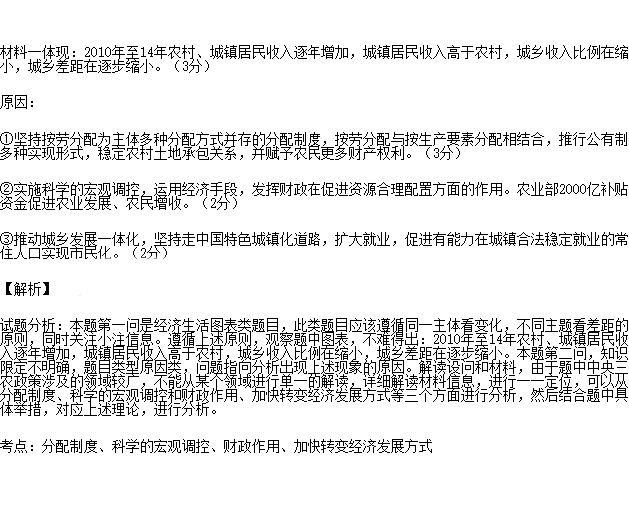 材料一体现：2010年至14年农村、城镇居民收入逐年增加，城镇居民收入高于农村，城乡收入比例在缩
小，城乡差距在逐步缩小。（3分）
原因：
①坚持按劳分配为主体多种分配方式并存的分配制度，按劳分配与按生产要素分配相结合，推行公有制
多种实现形式，稳定农村土地承包关系，并赋予农民更多财产权利。（3分）
②实施科学的宏观调控，运用经济手段，发挥财政在促进资源合理配置方面的作用。农业部2000亿补贴
资金促进农业发展、农民增收。（2分）
③推动城乡发展一体化，坚持走中国特色城镇化道路，扩大就业，促进有能力在城镇合法稳定就业的常
住人口实现市民化。（2分）
【解析】
试题分析：本题第一问是经济生活图表类题目，此类题目应该遵循同一主体看变化，不同主题看差距的
原则，同时关注小注信息。遵循上述原则，观察题中图表，不难得出：2010年至14年农村、城镇居民收
入逐年增加，城镇居民收入高于农村，城乡收入比例在缩小，城乡差距在逐步缩小。本题第二问，知识
限定不明确，题目类型原因类，问题指向分析出现上述现象的原因。解读设问和材料，由于题中中央三
农政策涉及的领域较广，不能从某个领域进行单一的解读，详细解读材料信息，进行一一定位，可以从
分配制度、科学的宏观调控和财政作用、加快转变经济发展方式等三个方面进行分析，然后结合题中具
体举措，对应上述理论，进行分析。
考点：分配制度、科学的宏观调控、财政作用、加快转变经济发展方式